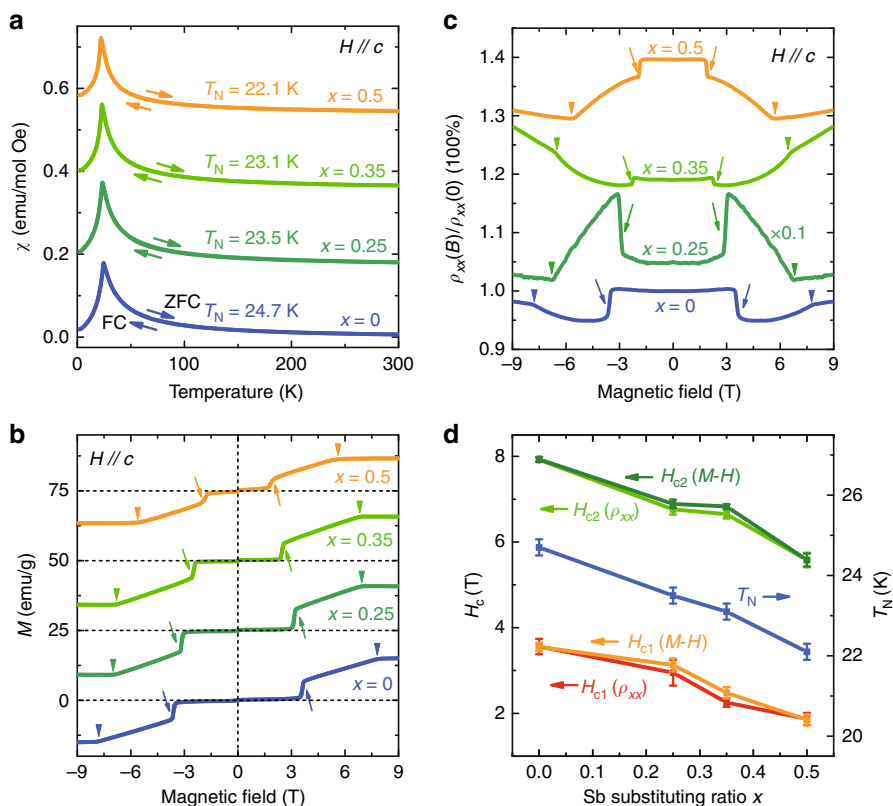 a
H // c
T_N = 22.1 K
x = 0.5
T_N = 23.1 K
x = 0.35
T_N = 23.5 K
x = 0.25
ZFC
T_N = 24.7 K
FC
x = 0
0.6
0.4
0.2
0.0
χ (emu/mol Oe)
0 100 200 300
Temperature (K)
b
H // c
x = 0.5
x = 0.35
x = 0.25
x = 0
75
50
25
0
M (emu/g)
−9 −6 −3 0 3 6 9
Magnetic field (T)
c
x = 0.5
H // c
x = 0.35
×0.1
x = 0.25
x = 0
1.4
1.3
1.2
1.1
1.0
0.9
ρxx(B)/ρxx(0) (100%)
−9 −6 −3 0 3 6 9
Magnetic field (T)
d
H_c2 (M-H)
H_c2 (ρxx)
T_N
H_c1 (M-H)
H_c1 (ρxx)
8
6
4
2
H_c (T)
26
24
22
20
T_N (K)
0.0 0.1 0.2 0.3 0.4 0.5
Sb substituting ratio x